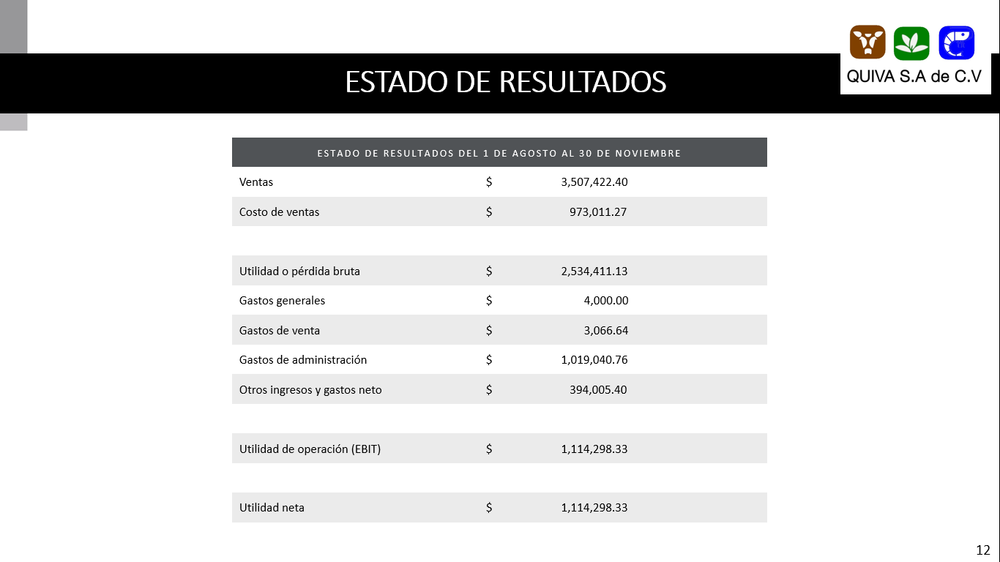 QUIVA S.A de C.V
ESTADO DE RESULTADOS
ESTADO DE RESULTADOS DEL 1 DE AGOSTO AL 30 DE NOVIEMBRE
Ventas $ 3,507,422.40
Costo de ventas $ 973,011.27
Utilidad o pérdida bruta $ 2,534,411.13
Gastos generales $ 4,000.00
Gastos de venta $ 3,066.64
Gastos de administración $ 1,019,040.76
Otros ingresos y gastos neto $ 394,005.40
Utilidad de operación (EBIT) $ 1,114,298.33
Utilidad neta $ 1,114,298.33
12